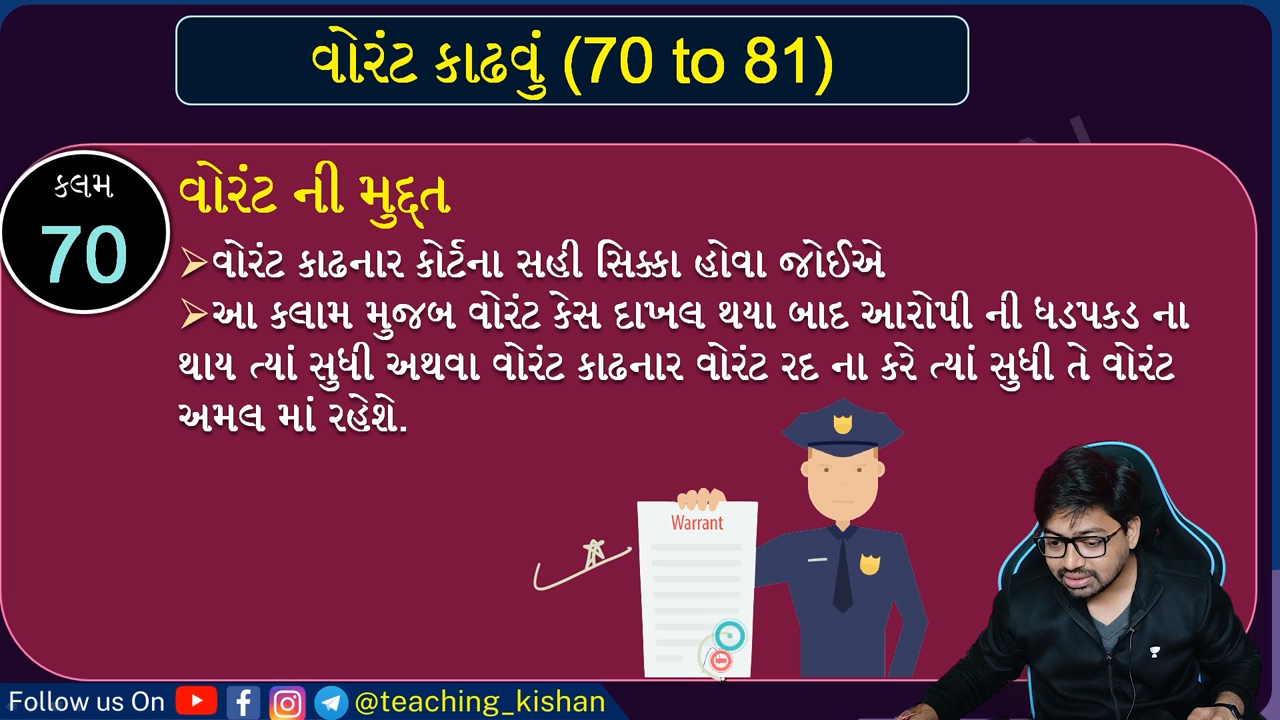 વોરંટ કાઢવું (70 to 81)
કલમ
70
વોરંટ ની મુદ્દત
વોરંટ કાઢનાર કોર્ટના સહી સિક્કા હોવા જોઈએ
આ કલામ મુજબ વોરંટ કેસ દાખલ થયા બાદ આરોપી ની ધડપકડ ના
થાય ત્યાં સુધી અથવા વોરંટ કાઢનાર વોરંટ રદ ના કરે ત્યાં સુધી તે વોરંટ
અમલ માં રહેશે.
Warrant
Follow us On @teaching_kishan